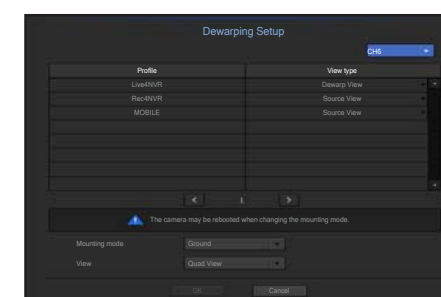 Dewarping Setup
CH6
Profile View type
Live4NVR Dewarp View
Rec4NVR Source View
MOBILE Source View
1
The camera may be rebooted when changing the mounting mode.
Mounting mode Ground
View Quad View
OK Cancel